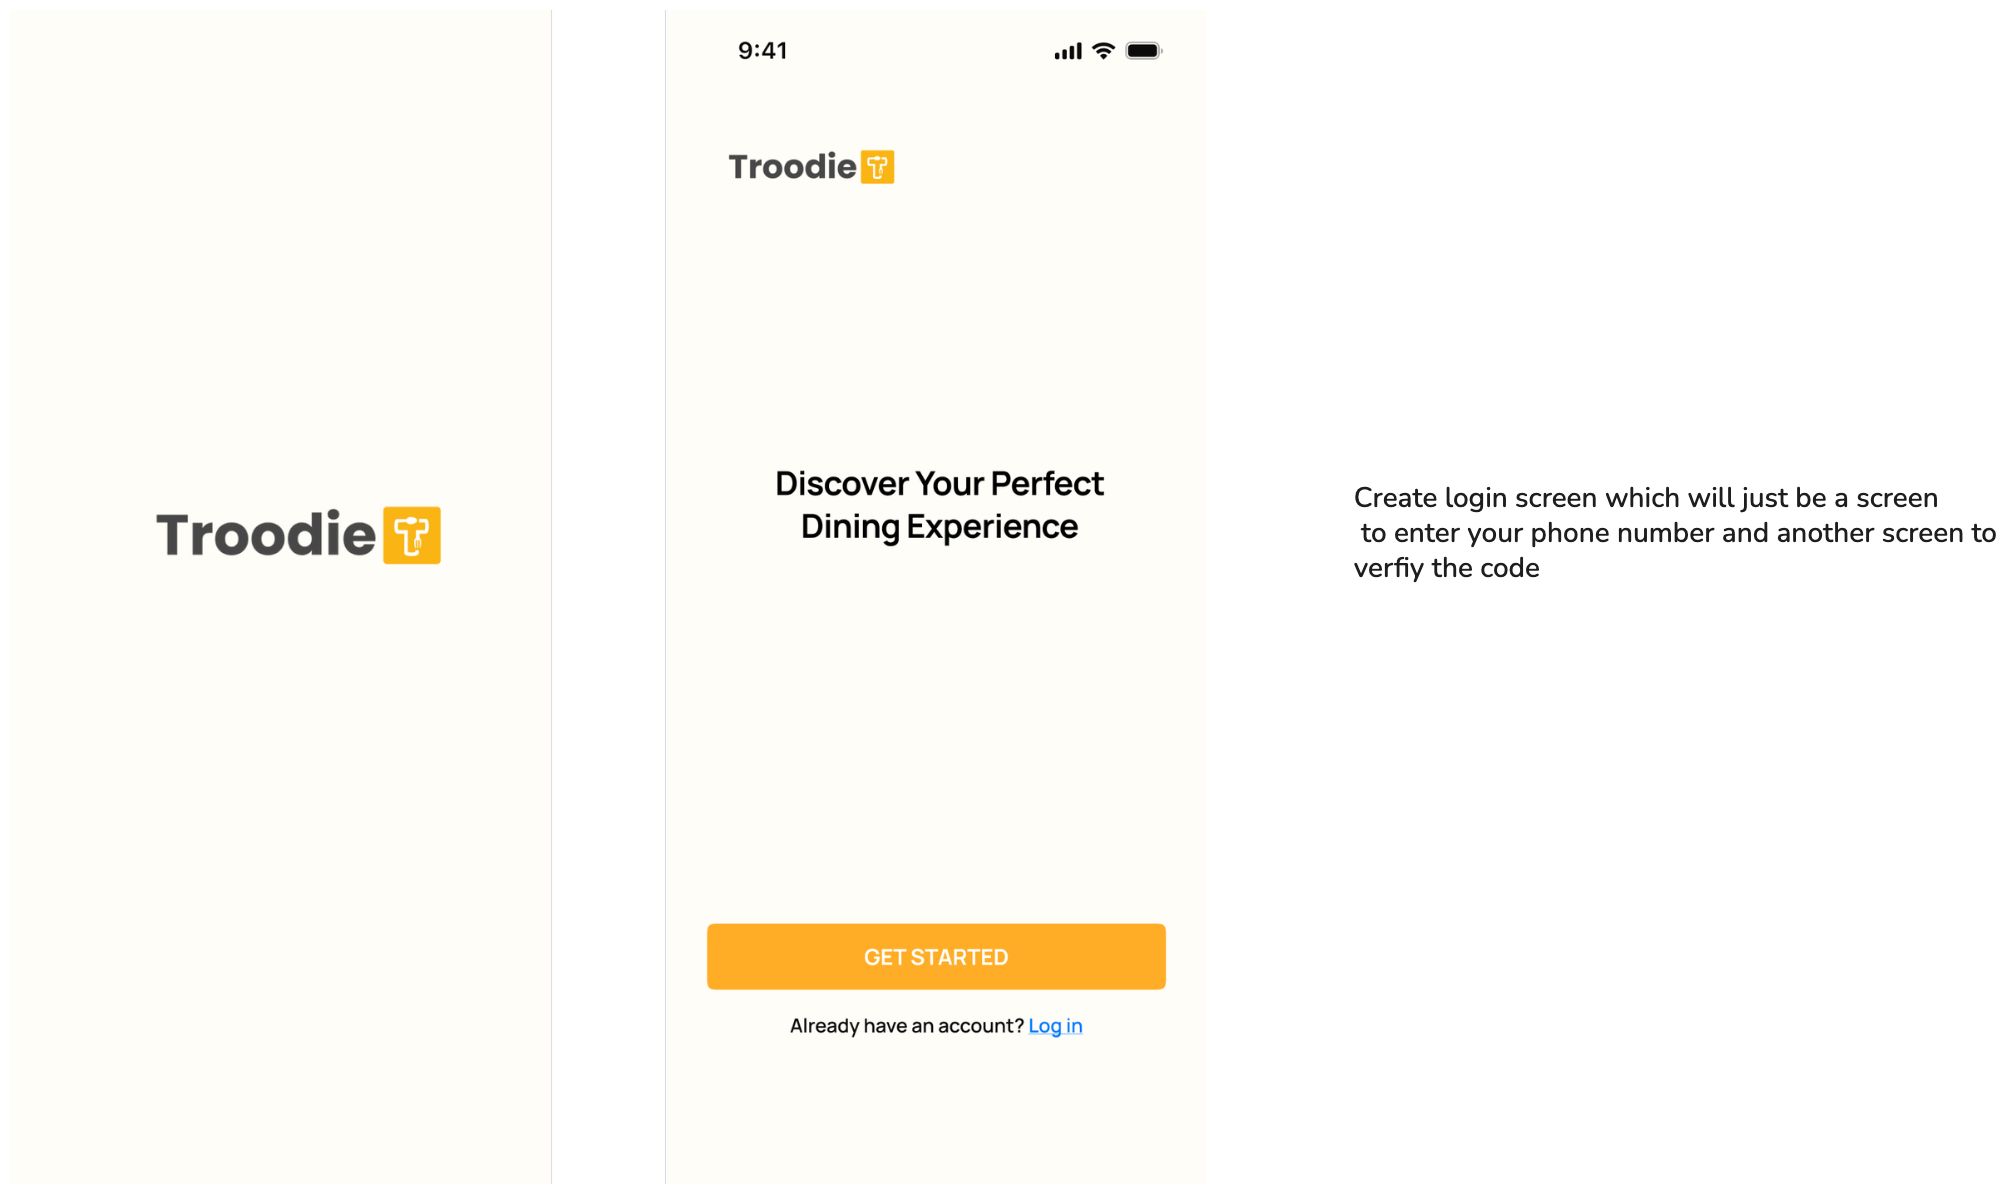 Troodie
9:41
Troodie
Discover Your Perfect
Dining Experience
GET STARTED
Already have an account? Log in
Create login screen which will just be a screen
to enter your phone number and another screen to
verfiy the code